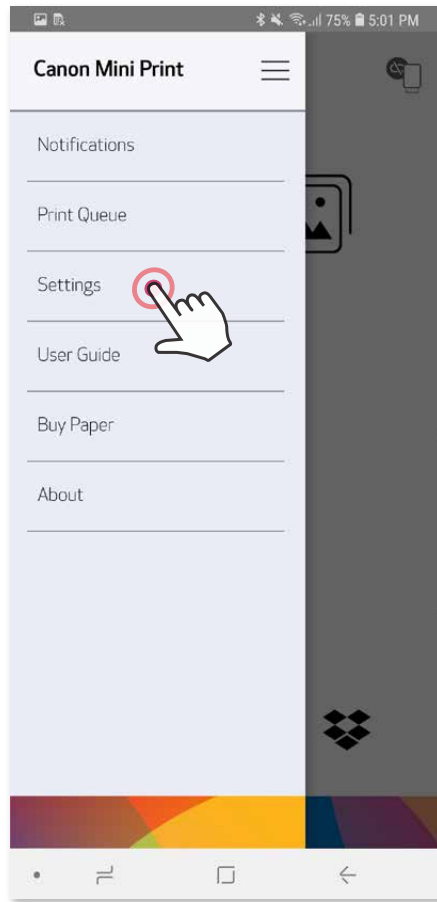 75% 5:01 PM
Canon Mini Print
Notifications
Print Queue
Settings
User Guide
Buy Paper
About